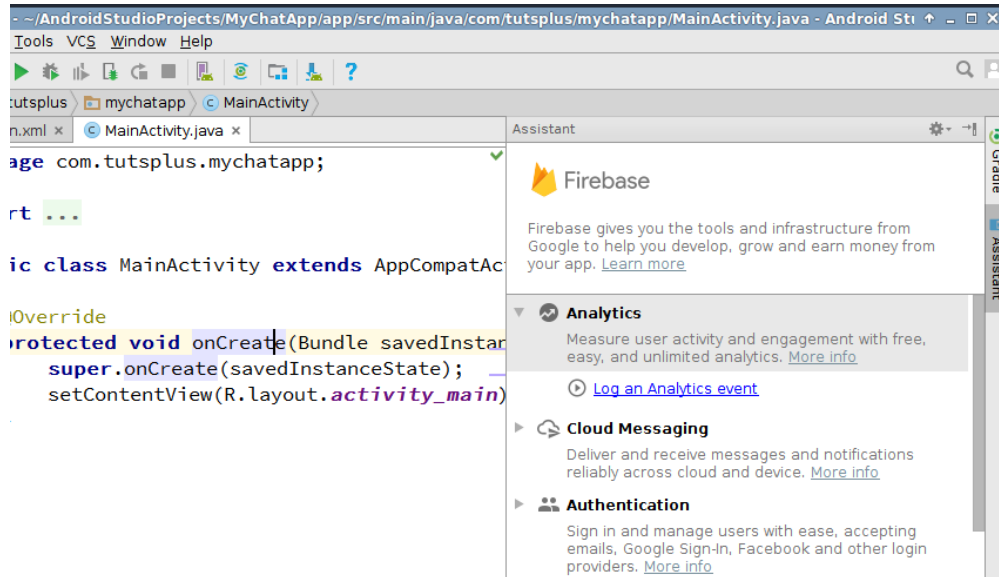 - ~/AndroidStudioProjects/MyChatApp/app/src/main/java/com/tutsplus/mychatapp/MainActivity.java - Android Stu
Tools VCS Window Help
tutsplus mychatapp MainActivity
n.xml MainActivity.java
age com.tutsplus.mychatapp;
rt ...
ic class MainActivity extends AppCompatAc
Override
protected void onCreate(Bundle savedInstan
super.onCreate(savedInstanceState);
setContentView(R.layout.activity_main)
Assistant
Firebase
Firebase gives you the tools and infrastructure from
Google to help you develop, grow and earn money from
your app. Learn more
Analytics
Measure user activity and engagement with free,
easy, and unlimited analytics. More info
Log an Analytics event
Cloud Messaging
Deliver and receive messages and notifications
reliably across cloud and device. More info
Authentication
Sign in and manage users with ease, accepting
emails, Google Sign-In, Facebook and other login
providers. More info
Gradle
Assistant